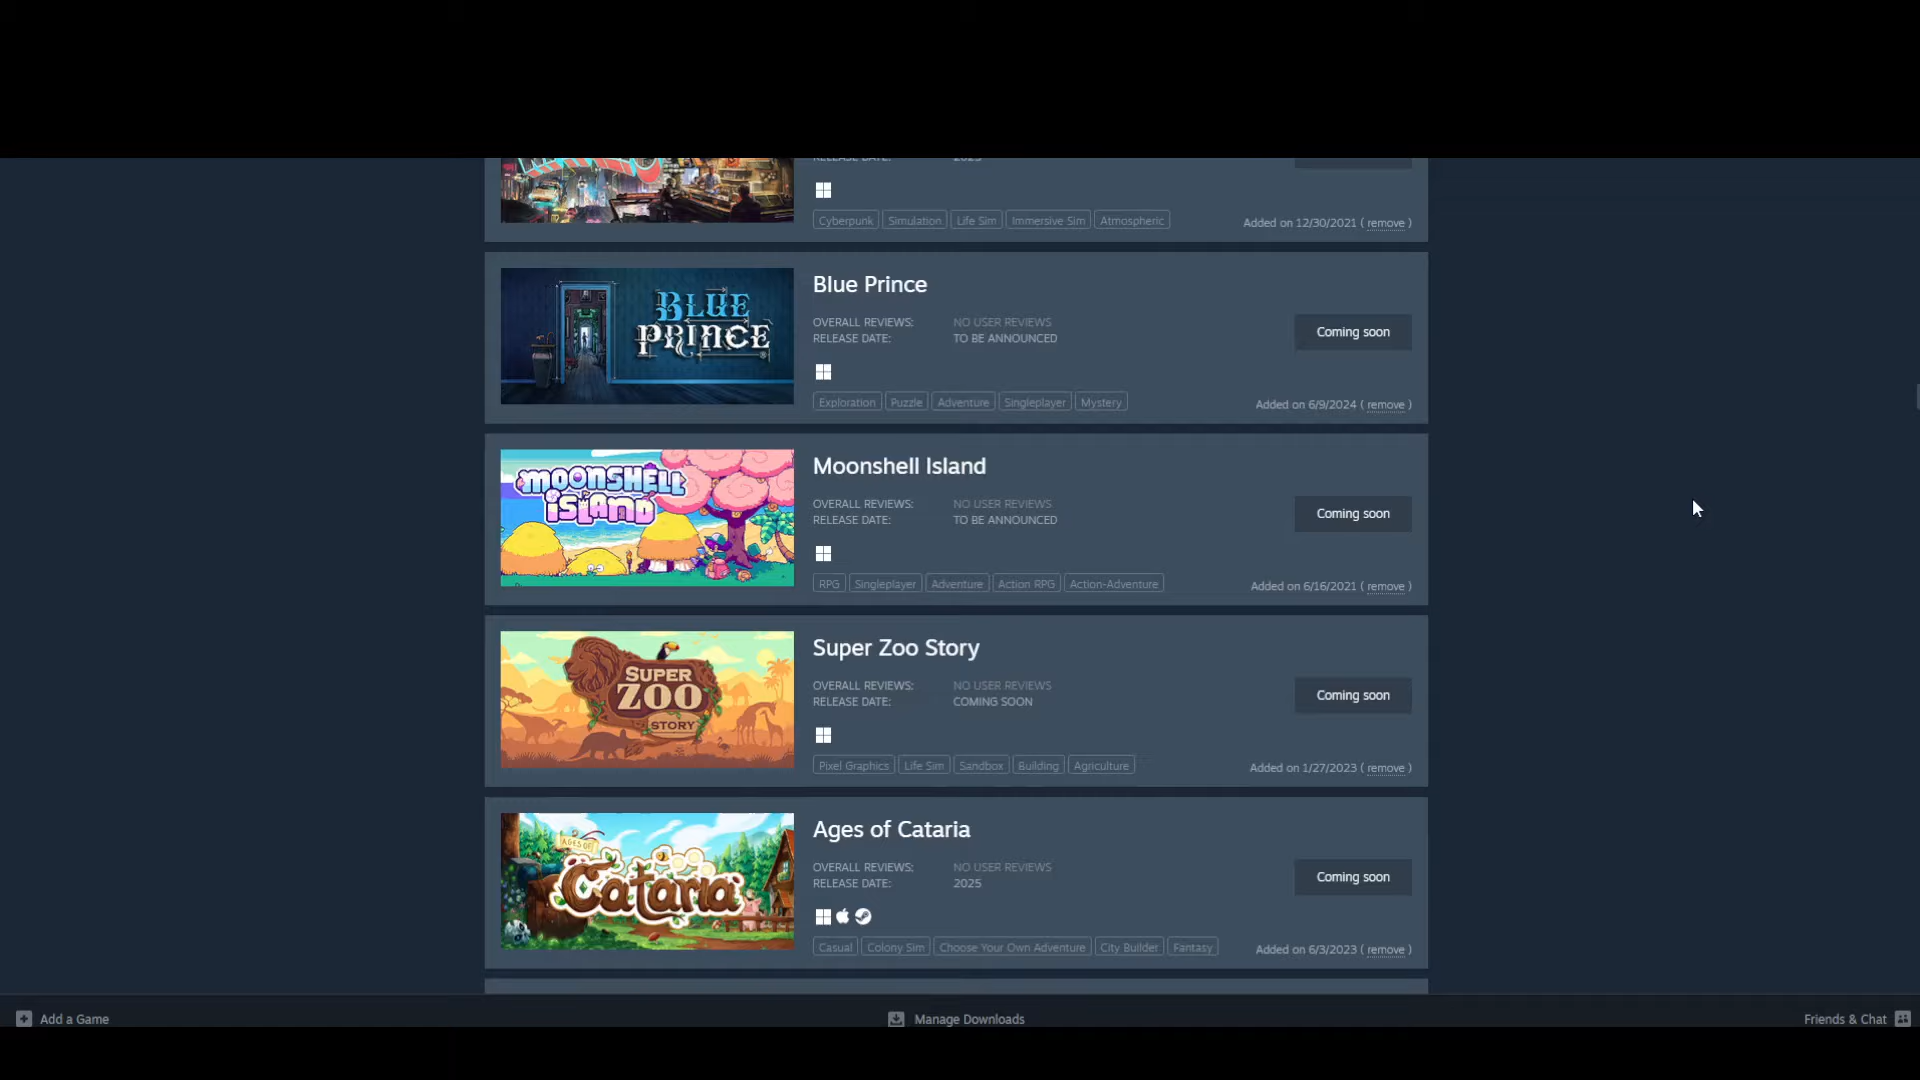 Cyberpunk Simulation Life Sim Immersive Sim Atmospheric
Added on 12/30/2021 ( remove )
BLUE
PRINCE
Blue Prince
OVERALL REVIEWS: NO USER REVIEWS
RELEASE DATE: TO BE ANNOUNCED
Coming soon
Exploration Puzzle Adventure Singleplayer Mystery
Added on 6/9/2024 ( remove )
MOONSHELL
ISLAND
Moonshell Island
OVERALL REVIEWS: NO USER REVIEWS
RELEASE DATE: TO BE ANNOUNCED
Coming soon
RPG Singleplayer Adventure Action RPG Action-Adventure
Added on 6/16/2021 ( remove )
SUPER
ZOO
STORY
Super Zoo Story
OVERALL REVIEWS: NO USER REVIEWS
RELEASE DATE: COMING SOON
Coming soon
Pixel Graphics Life Sim Sandbox Building Agriculture
Added on 1/27/2023 ( remove )
AGES OF
Cataria
Ages of Cataria
OVERALL REVIEWS: NO USER REVIEWS
RELEASE DATE: 2025
Coming soon
Casual Colony Sim Choose Your Own Adventure City Builder Fantasy
Added on 6/3/2023 ( remove )
Add a Game
Manage Downloads
Friends & Chat